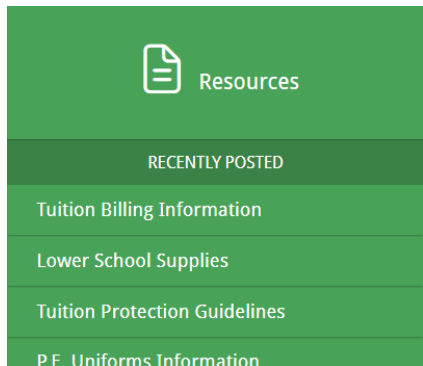 Resources
RECENTLY POSTED
Tuition Billing Information
Lower School Supplies
Tuition Protection Guidelines
P.E. Uniforms Information